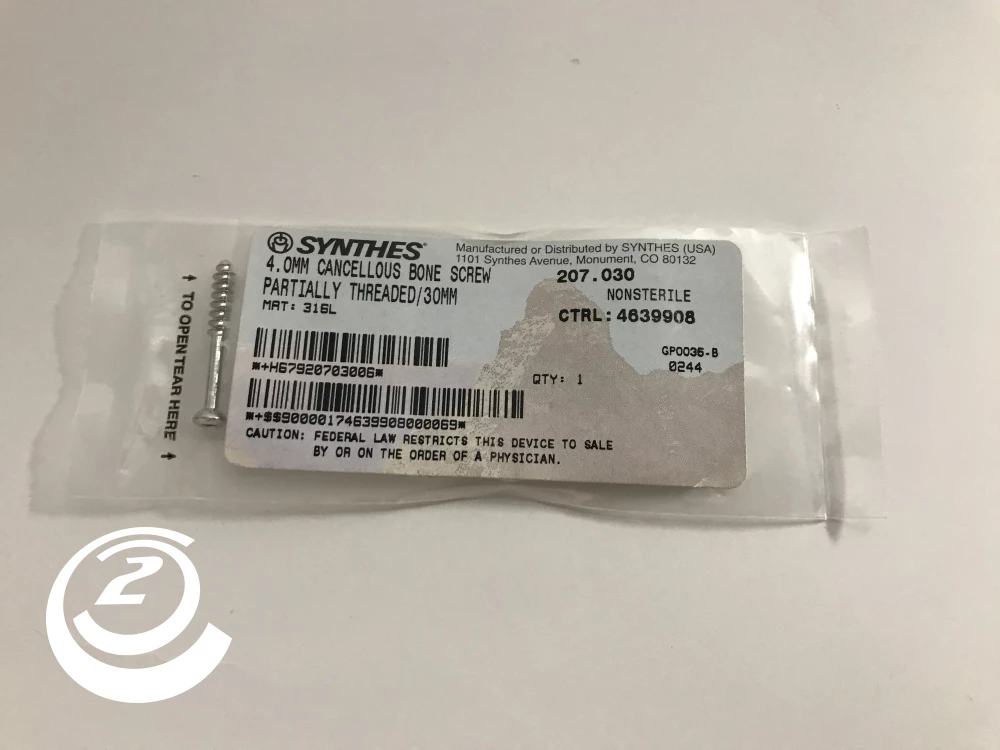 SYNTHES®
Manufactured or Distributed by SYNTHES (USA)
1101 Synthes Avenue, Monument, CO 80132
4.0MM CANCELLOUS BONE SCREW
PARTIALLY THREADED/30MM
MAT: 316L
207.030
NONSTERILE
CTRL: 4639908
GP0035-B
0244
*+H67920703006*
QTY: 1
*+$$90000174639908000069*
CAUTION: FEDERAL LAW RESTRICTS THIS DEVICE TO SALE
BY OR ON THE ORDER OF A PHYSICIAN.
↑ TO OPEN TEAR HERE ↑
2